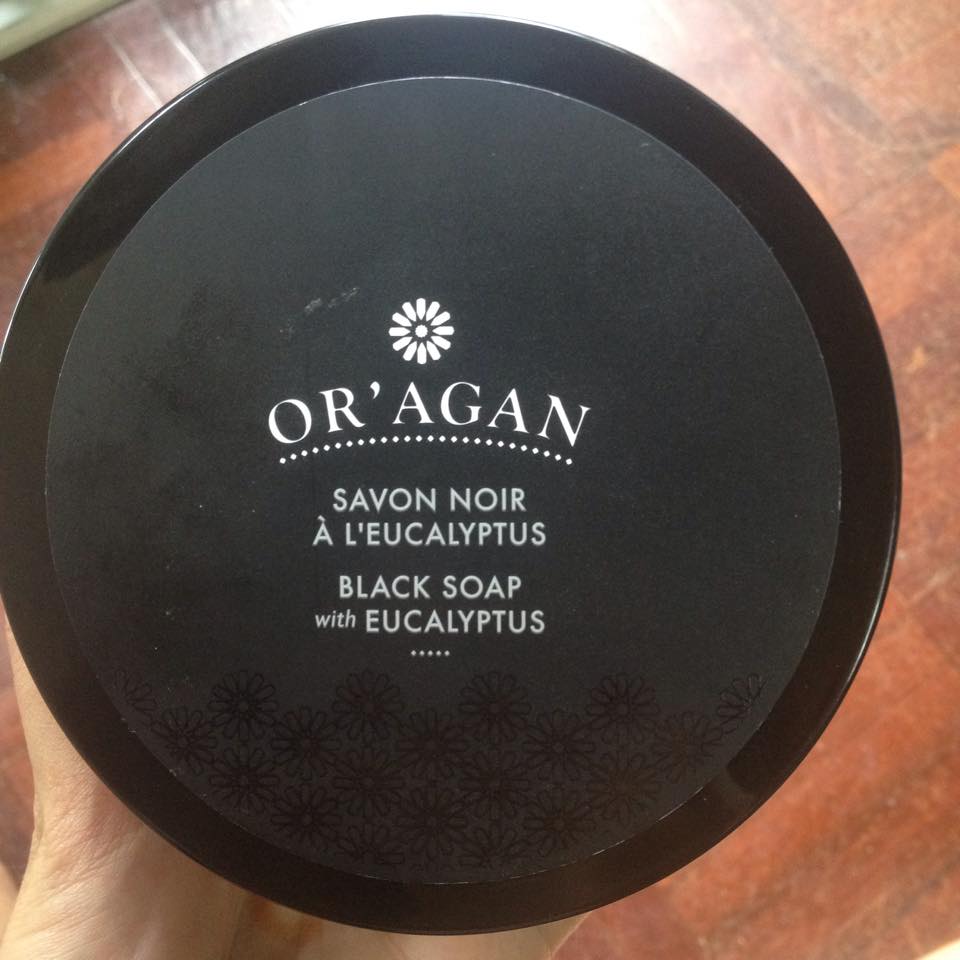 OR'AGAN
SAVON NOIR
À L'EUCALYPTUS
BLACK SOAP
with EUCALYPTUS